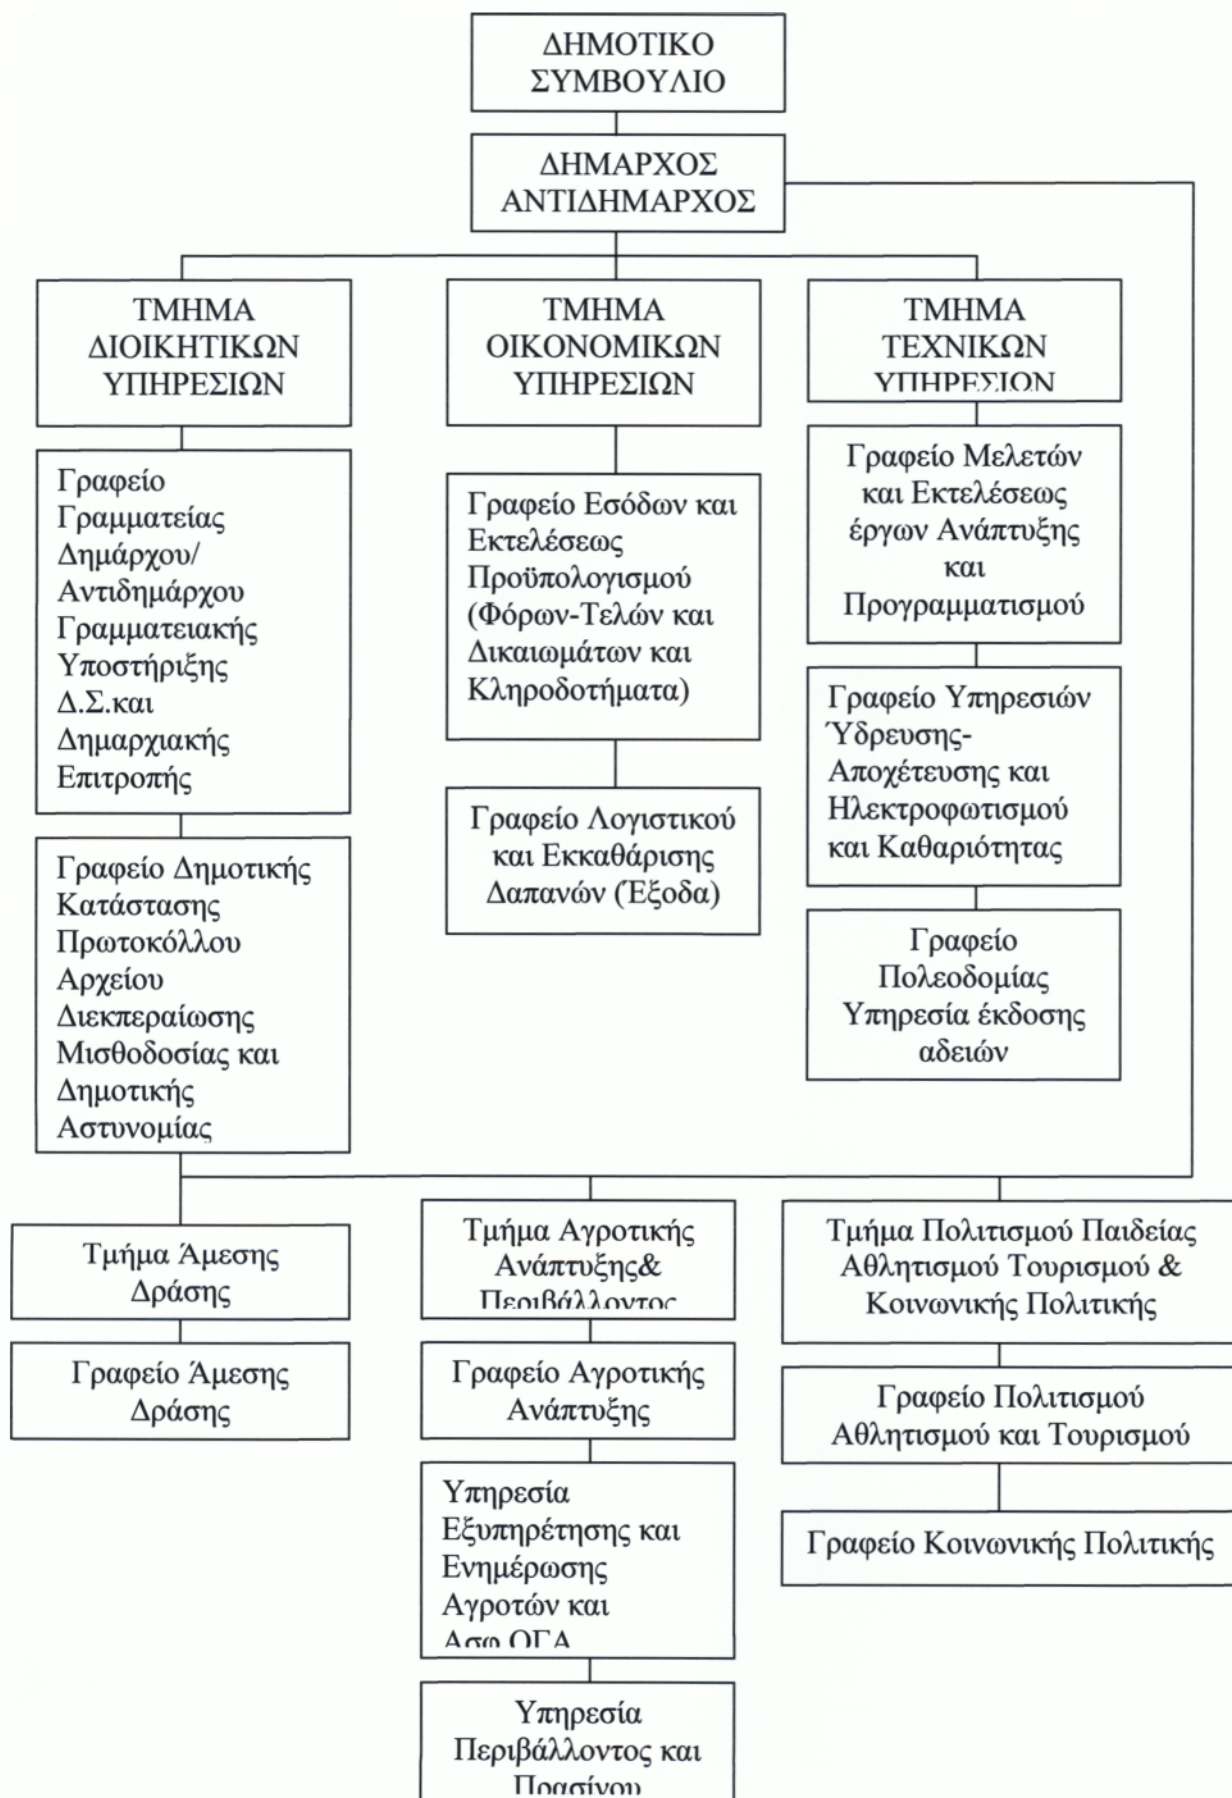 ΔΗΜΟΤΙΚΟ
ΣΥΜΒΟΥΛΙΟ
ΔΗΜΑΡΧΟΣ
ΑΝΤΙΔΗΜΑΡΧΟΣ
ΤΜΗΜΑ
ΔΙΟΙΚΗΤΙΚΩΝ
ΥΠΗΡΕΣΙΩΝ
ΤΜΗΜΑ
ΟΙΚΟΝΟΜΙΚΩΝ
ΥΠΗΡΕΣΙΩΝ
ΤΜΗΜΑ
ΤΕΧΝΙΚΩΝ
ΥΠΗΡΕΣΙΩΝ
Γραφείο
Γραμματείας
Δημάρχου/
Αντιδημάρχου
Γραμματειακής
Υποστήριξης
Δ.Σ.και
Δημαρχιακής
Επιτροπής
Γραφείο Εσόδων και
Εκτελέσεως
Προϋπολογισμού
(Φόρων-Τελών και
Δικαιωμάτων και
Κληροδοτήματα)
Γραφείο Μελετών
και Εκτελέσεως
έργων Ανάπτυξης
και
Προγραμματισμού
Γραφείο Υπηρεσιών
Ύδρευσης-
Αποχέτευσης και
Ηλεκτροφωτισμού
και Καθαριότητας
Γραφείο Λογιστικού
και Εκκαθάρισης
Δαπανών (Έξοδα)
Γραφείο Δημοτικής
Κατάστασης
Πρωτοκόλλου
Αρχείου
Διεκπεραίωσης
Μισθοδοσίας και
Δημοτικής
Αστυνομίας
Γραφείο
Πολεοδομίας
Υπηρεσία έκδοσης
αδειών
Τμήμα Άμεσης
Δράσης
Τμήμα Αγροτικής
Ανάπτυξης&
Περιβάλλοντος
Τμήμα Πολιτισμού Παιδείας
Αθλητισμού Τουρισμού &
Κοινωνικής Πολιτικής
Γραφείο Άμεσης
Δράσης
Γραφείο Αγροτικής
Ανάπτυξης
Γραφείο Πολιτισμού
Αθλητισμού και Τουρισμού
Υπηρεσία
Εξυπηρέτησης και
Ενημέρωσης
Αγροτών και
Ασφ ΟΓΑ
Γραφείο Κοινωνικής Πολιτικής
Υπηρεσία
Περιβάλλοντος και
Πρασίνου